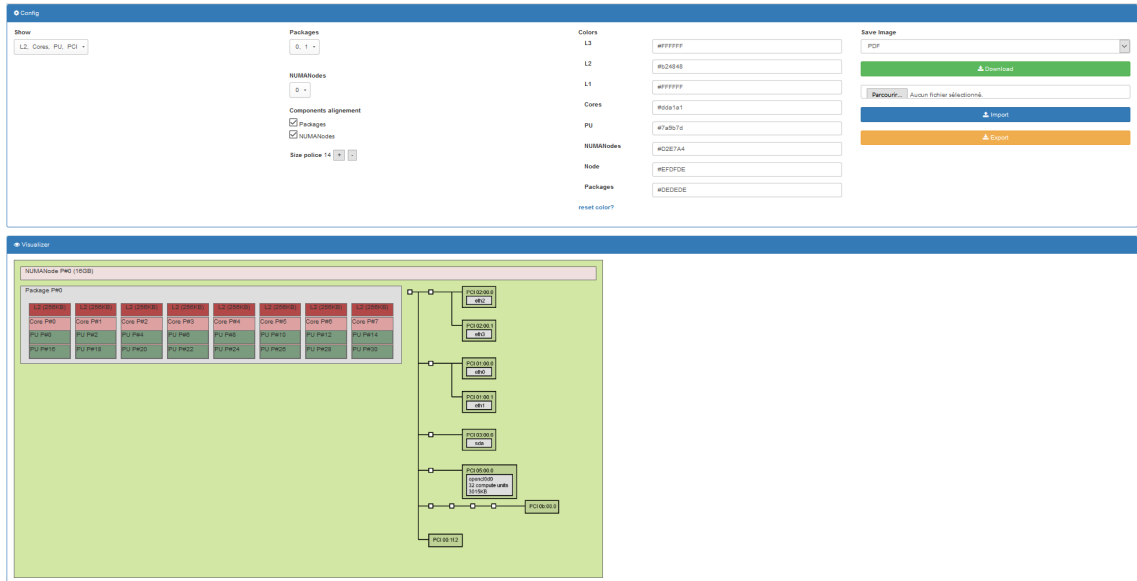 Config
Show
L2, Cores, PU, PCI
Packages
0, 1
NUMANodes
0
Components alignement
Packages
NUMANodes
Size police 14 + -
Colors
L3 #FFFFFF
L2 #b24848
L1 #FFFFFF
Cores #dda1a1
PU #7a9b7d
NUMANodes #D2E7A4
Node #EFDFDE
Packages #DEDEDE
reset color?
Save Image
PDF
Download
Parcourir... Aucun fichier sélectionné.
Import
Export
Visualizer
NUMANode P#0 (16GB)
Package P#0
L2 (256KB) L2 (256KB) L2 (256KB) L2 (256KB) L2 (256KB) L2 (256KB) L2 (256KB) L2 (256KB)
Core P#0 Core P#1 Core P#2 Core P#3 Core P#4 Core P#5 Core P#6 Core P#7
PU P#0 PU P#2 PU P#4 PU P#6 PU P#8 PU P#10 PU P#12 PU P#14
PU P#16 PU P#18 PU P#20 PU P#22 PU P#24 PU P#26 PU P#28 PU P#30
PCI 02:00.0
eth2
PCI 02:00.1
eth3
PCI 01:00.0
eth0
PCI 01:00.1
eth1
PCI 03:00.0
sda
PCI 05:00.0
opencl0d0
32 compute units
3015KB
PCI 0b:00.0
PCI 00:1f.2